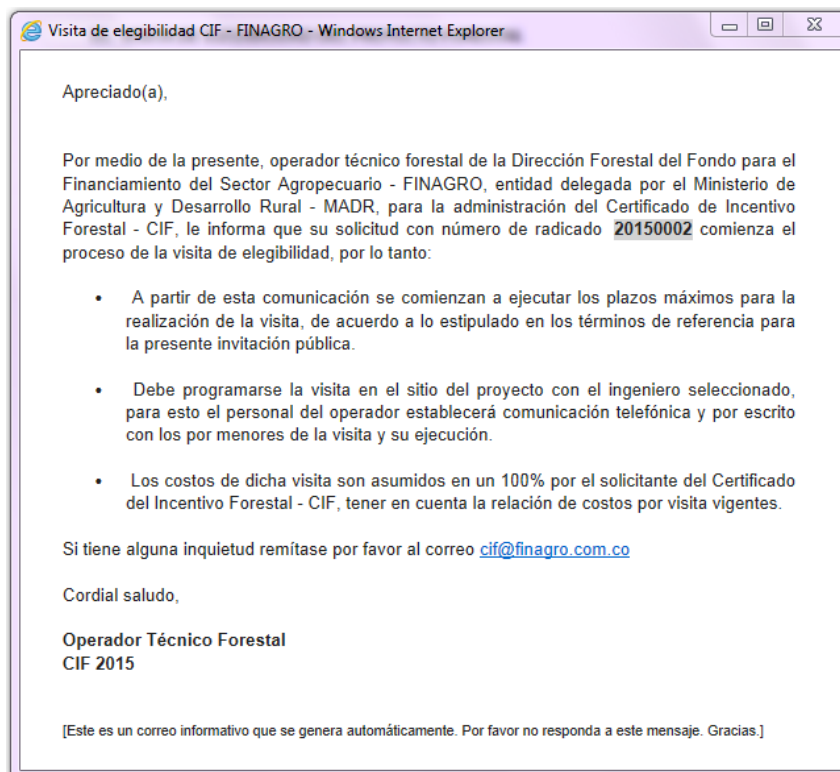 Visita de elegibilidad CIF - FINAGRO - Windows Internet Explorer
Apreciado(a),
Por medio de la presente, operador técnico forestal de la Dirección Forestal del Fondo para el
Financiamiento del Sector Agropecuario - FINAGRO, entidad delegada por el Ministerio de
Agricultura y Desarrollo Rural - MADR, para la administración del Certificado de Incentivo
Forestal - CIF, le informa que su solicitud con número de radicado 20150002 comienza el
proceso de la visita de elegibilidad, por lo tanto:
• A partir de esta comunicación se comienzan a ejecutar los plazos máximos para la
realización de la visita, de acuerdo a lo estipulado en los términos de referencia para
la presente invitación pública.
• Debe programarse la visita en el sitio del proyecto con el ingeniero seleccionado,
para esto el personal del operador establecerá comunicación telefónica y por escrito
con los por menores de la visita y su ejecución.
• Los costos de dicha visita son asumidos en un 100% por el solicitante del Certificado
del Incentivo Forestal - CIF, tener en cuenta la relación de costos por visita vigentes.
Si tiene alguna inquietud remítase por favor al correo cif@finagro.com.co
Cordial saludo,
Operador Técnico Forestal
CIF 2015
[Este es un correo informativo que se genera automáticamente. Por favor no responda a este mensaje. Gracias.]